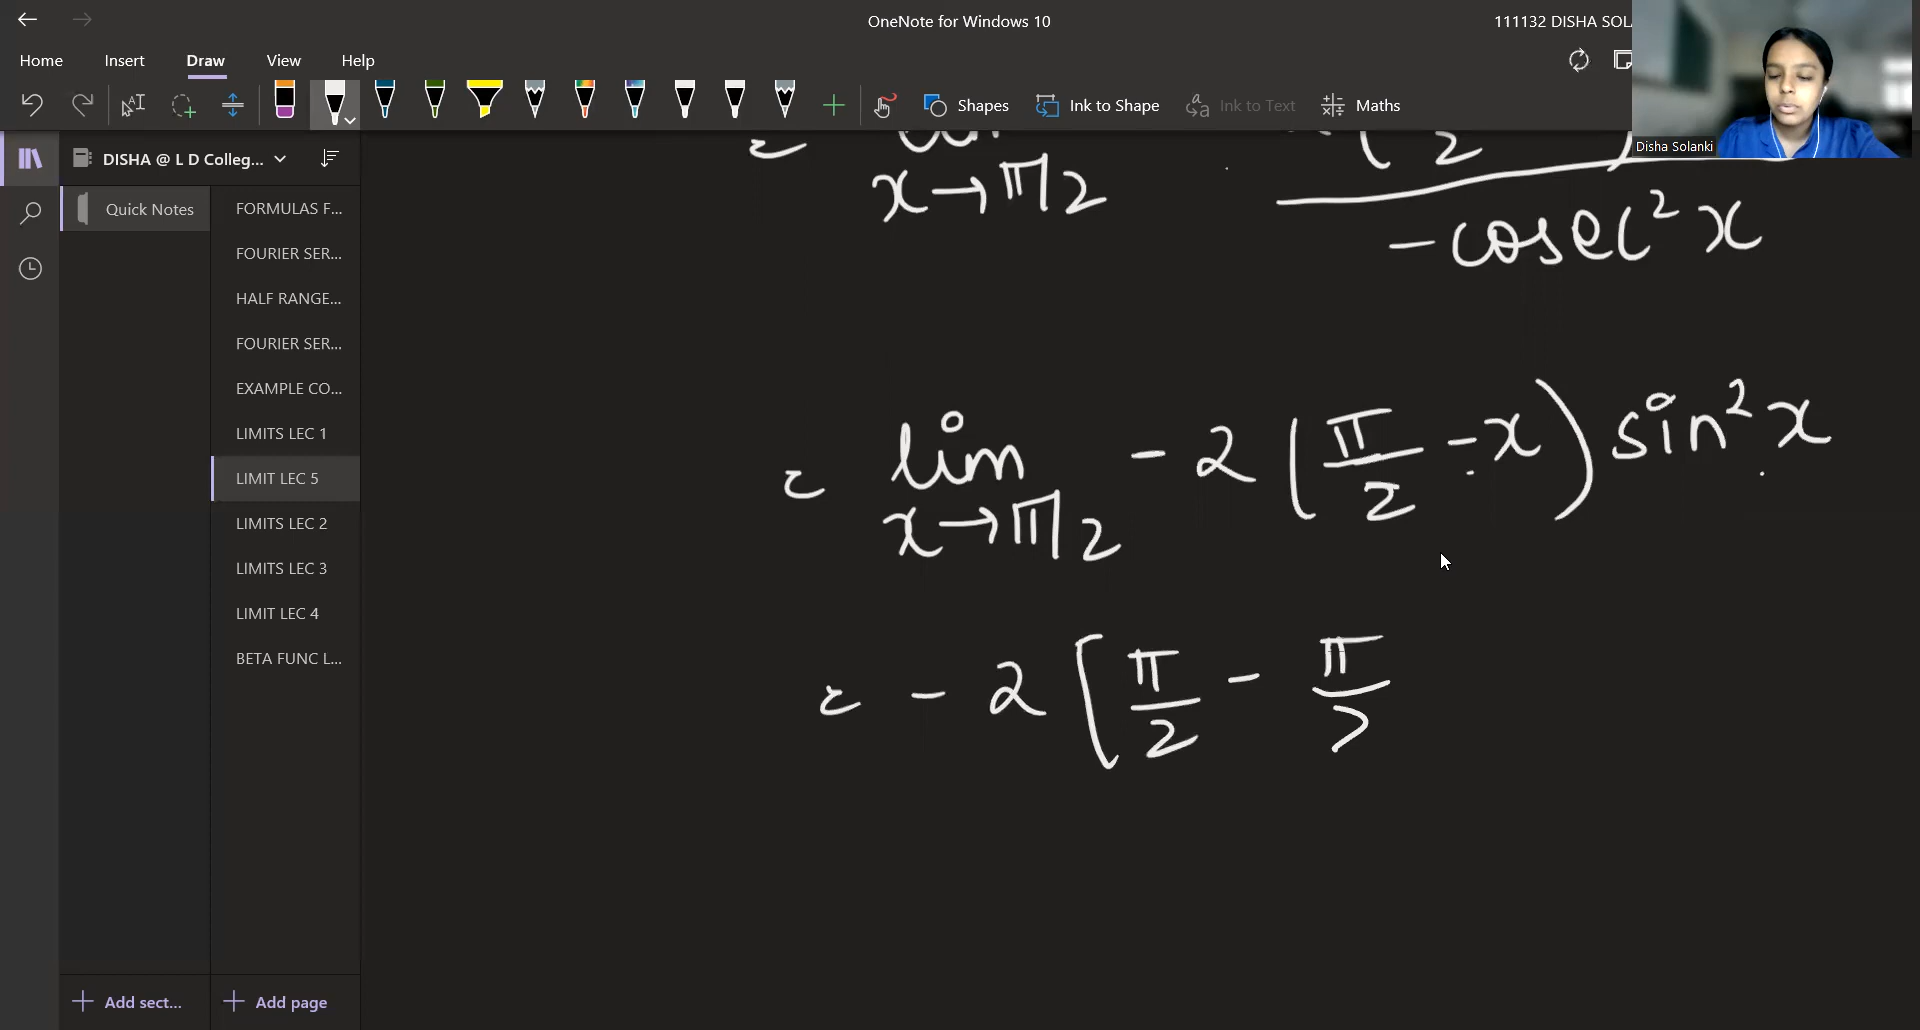 OneNote for Windows 10
111132 DISHA SOL
Home Insert Draw View Help
Shapes Ink to Shape Ink to Text Maths
Disha Solanki
DISHA @ L D Colleg...
Quick Notes
FORMULAS F...
FOURIER SER...
HALF RANGE...
FOURIER SER...
EXAMPLE CO...
LIMITS LEC 1
LIMIT LEC 5
LIMITS LEC 2
LIMITS LEC 3
LIMIT LEC 4
BETA FUNC L...
Add sect...
Add page
x→π/2
-cosec² x
= lim -2 (π/2 - x) sin² x
x→π/2
= -2 [π/2 - π/